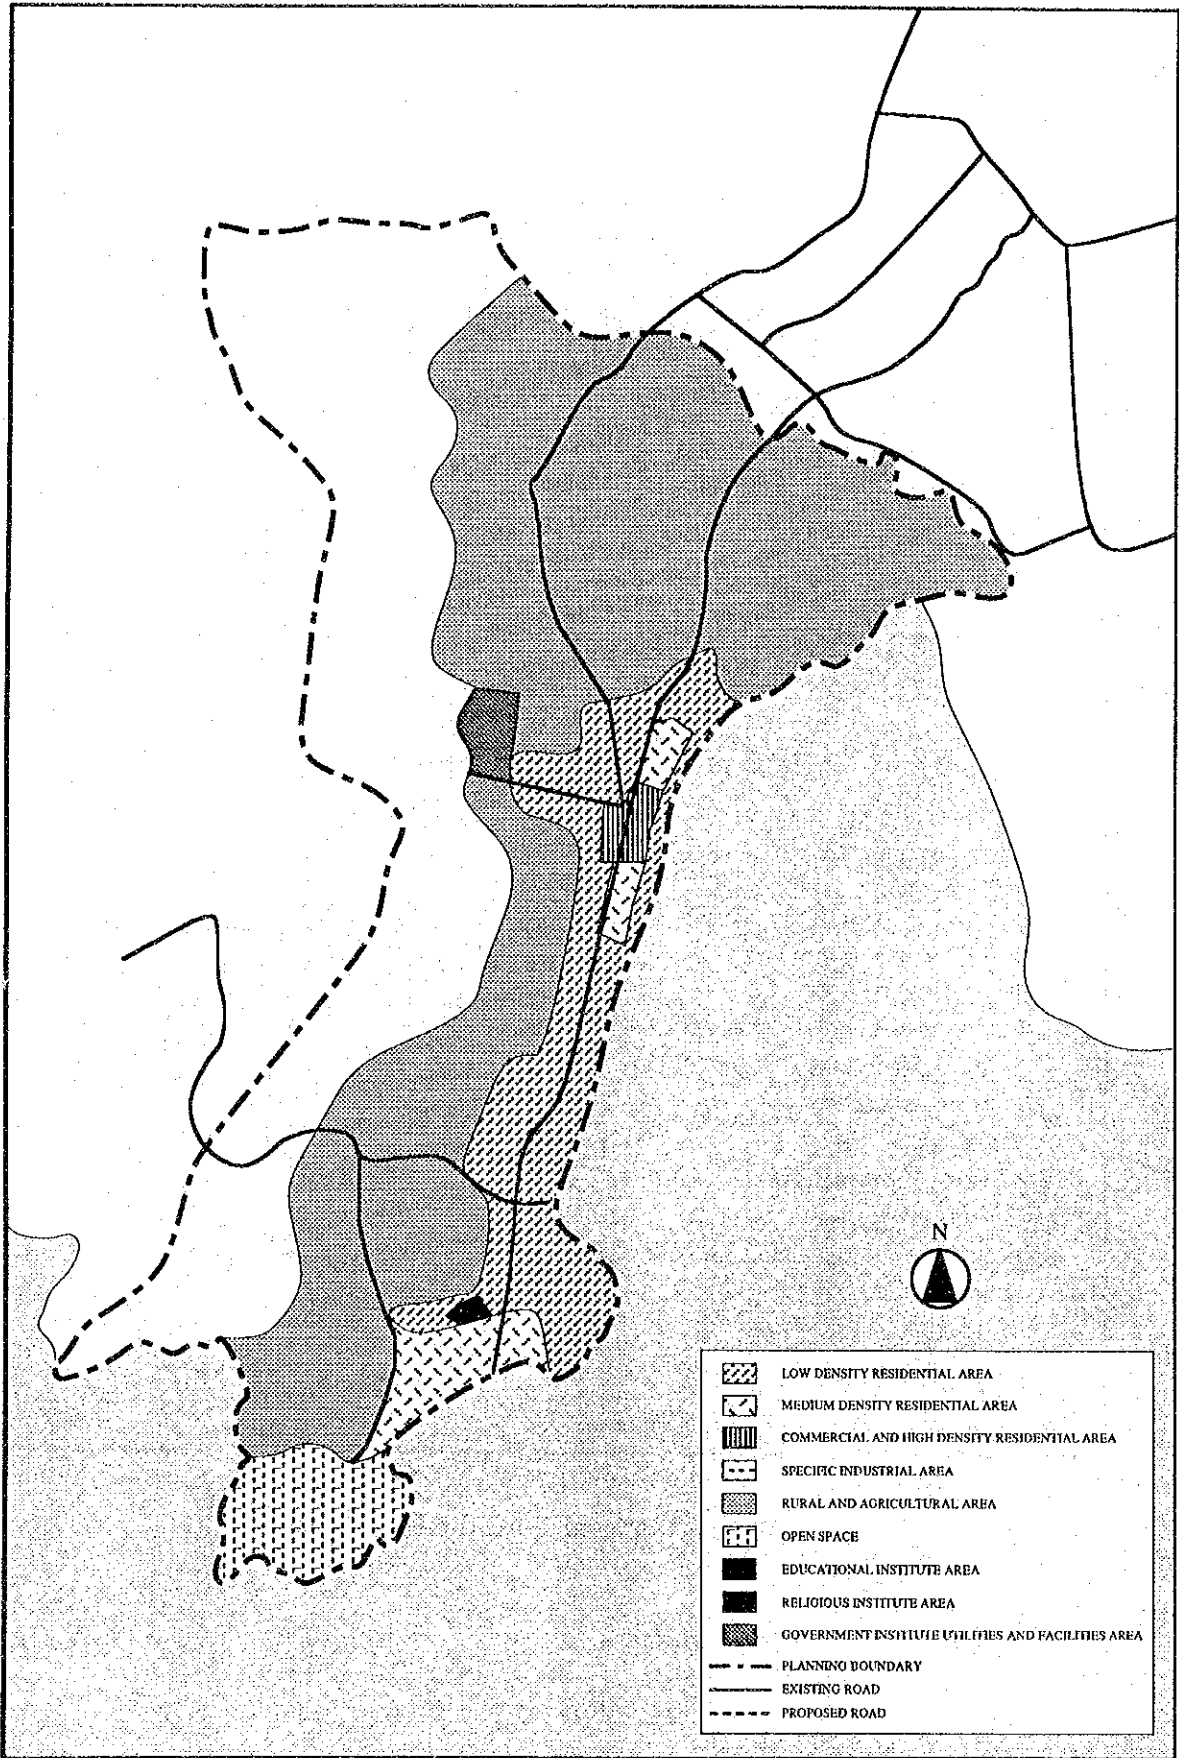 N
LOW DENSITY RESIDENTIAL AREA
MEDIUM DENSITY RESIDENTIAL AREA
COMMERCIAL AND HIGH DENSITY RESIDENTIAL AREA
SPECIFIC INDUSTRIAL AREA
RURAL AND AGRICULTURAL AREA
OPEN SPACE
EDUCATIONAL INSTITUTE AREA
RELIGIOUS INSTITUTE AREA
GOVERNMENT INSTITUTE UTILITIES AND FACILITIES AREA
PLANNING BOUNDARY
EXISTING ROAD
PROPOSED ROAD